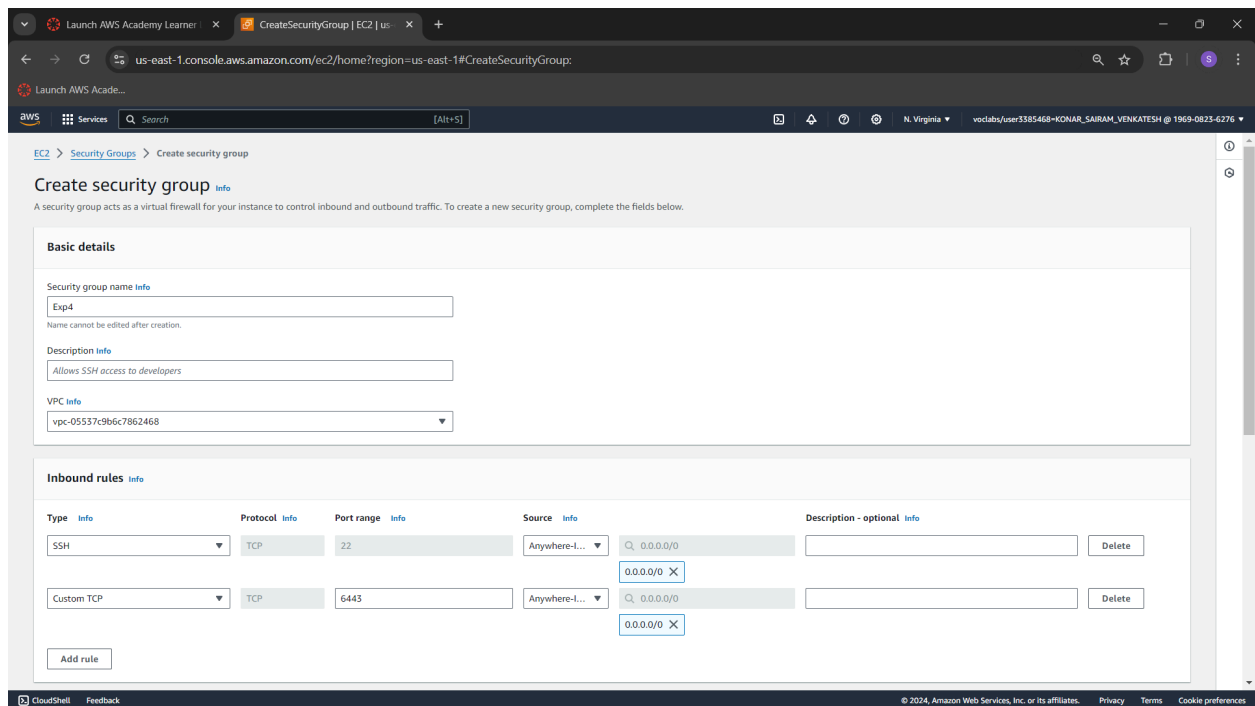 Launch AWS Academy Learner
CreateSecurityGroup | EC2 | us-
us-east-1.console.aws.amazon.com/ec2/home?region=us-east-1#CreateSecurityGroup:
S
Launch AWS Acade...
aws Services Search [Alt+S] N. Virginia voclabs/user3385468=KONAR_SAIRAM_VENKATESH @ 1969-0823-6276
EC2 > Security Groups > Create security group
Create security group Info
A security group acts as a virtual firewall for your instance to control inbound and outbound traffic. To create a new security group, complete the fields below.
Basic details
Security group name Info
Exp4
Name cannot be edited after creation.
Description Info
Allows SSH access to developers
VPC Info
vpc-05537c9b6c7862468
Inbound rules Info
Type Info Protocol Info Port range Info Source Info Description - optional Info
SSH TCP 22 Anywhere-I... 0.0.0.0/0 Delete
0.0.0.0/0
Custom TCP TCP 6443 Anywhere-I... 0.0.0.0/0 Delete
0.0.0.0/0
Add rule
CloudShell Feedback © 2024, Amazon Web Services, Inc. or its affiliates. Privacy Terms Cookie preferences